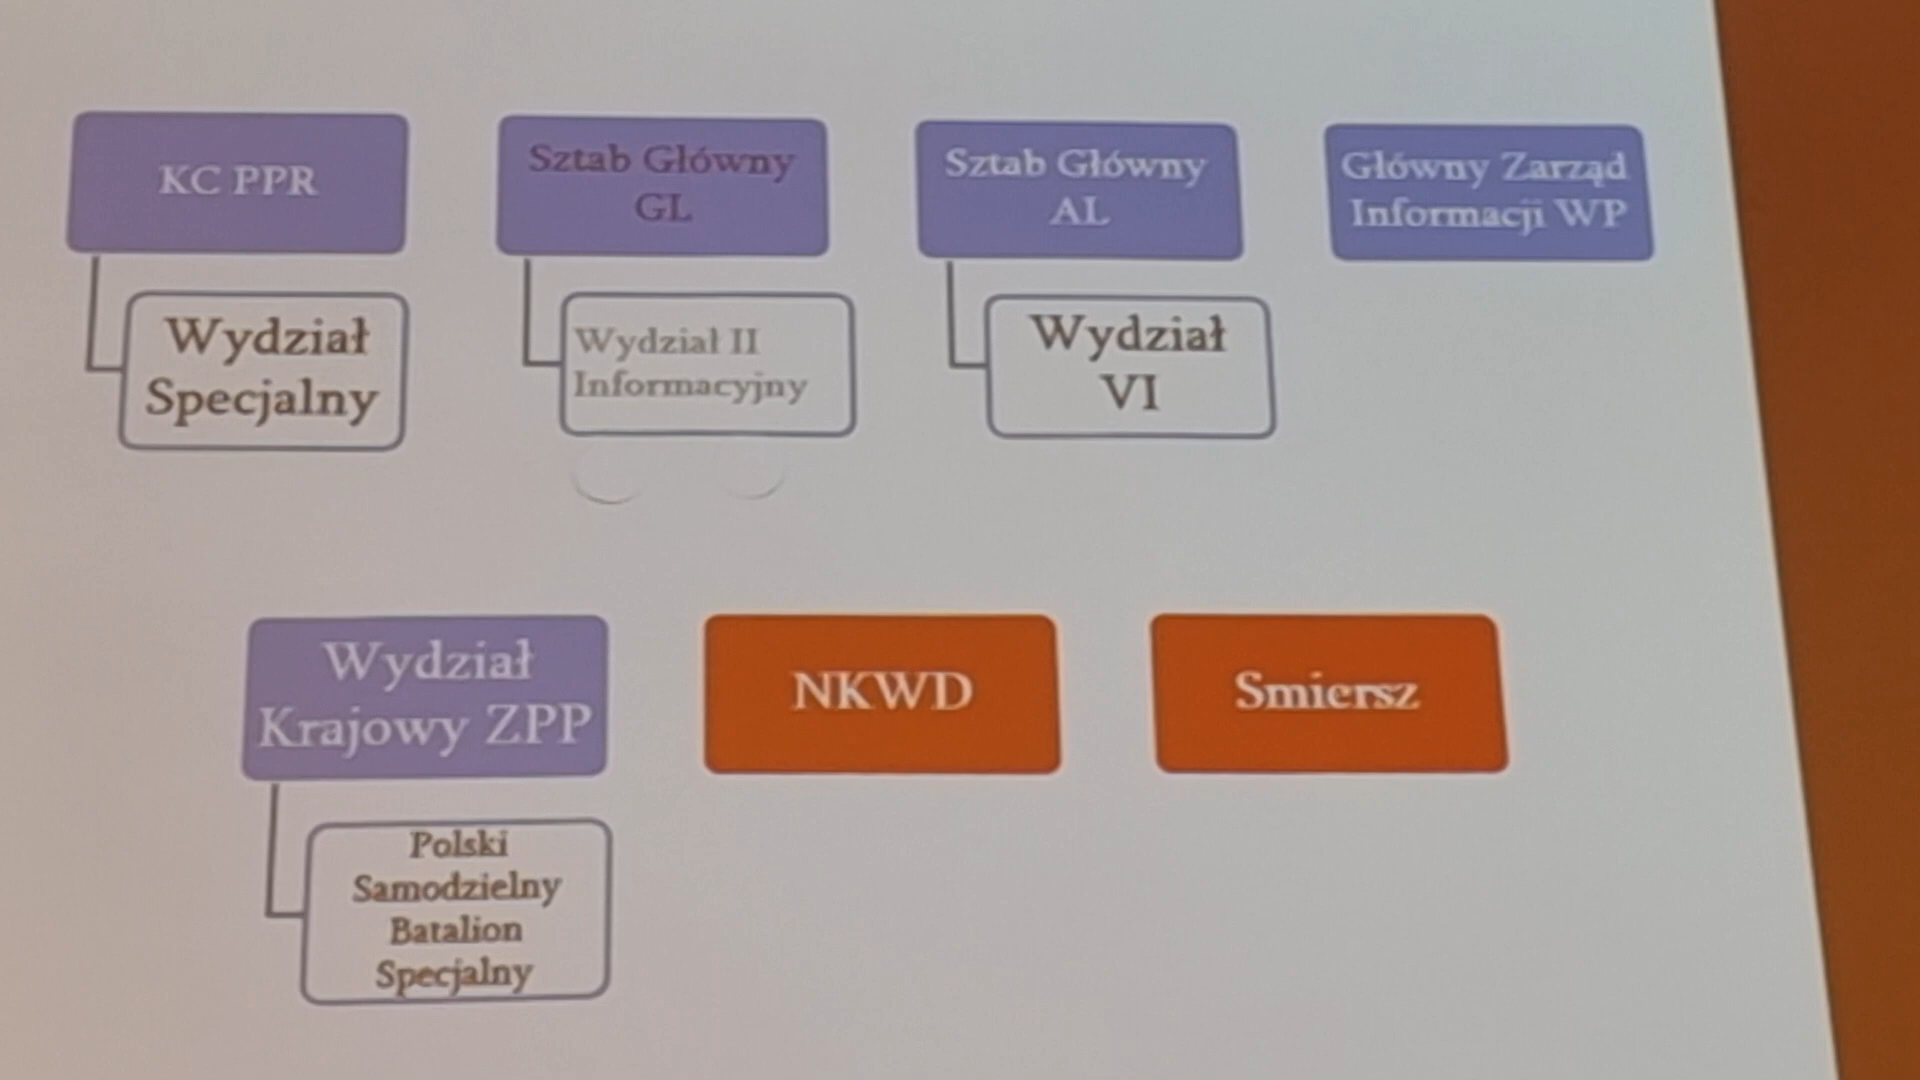 KC PPR
Wydział
Specjalny
Sztab Główny
GL
Wydział II
Informacyjny
Sztab Główny
AL
Wydział
VI
Główny Zarząd
Informacji WP
Wydział
Krajowy ZPP
Polski
Samodzielny
Batalion
Specjalny
NKWD
Smiersz